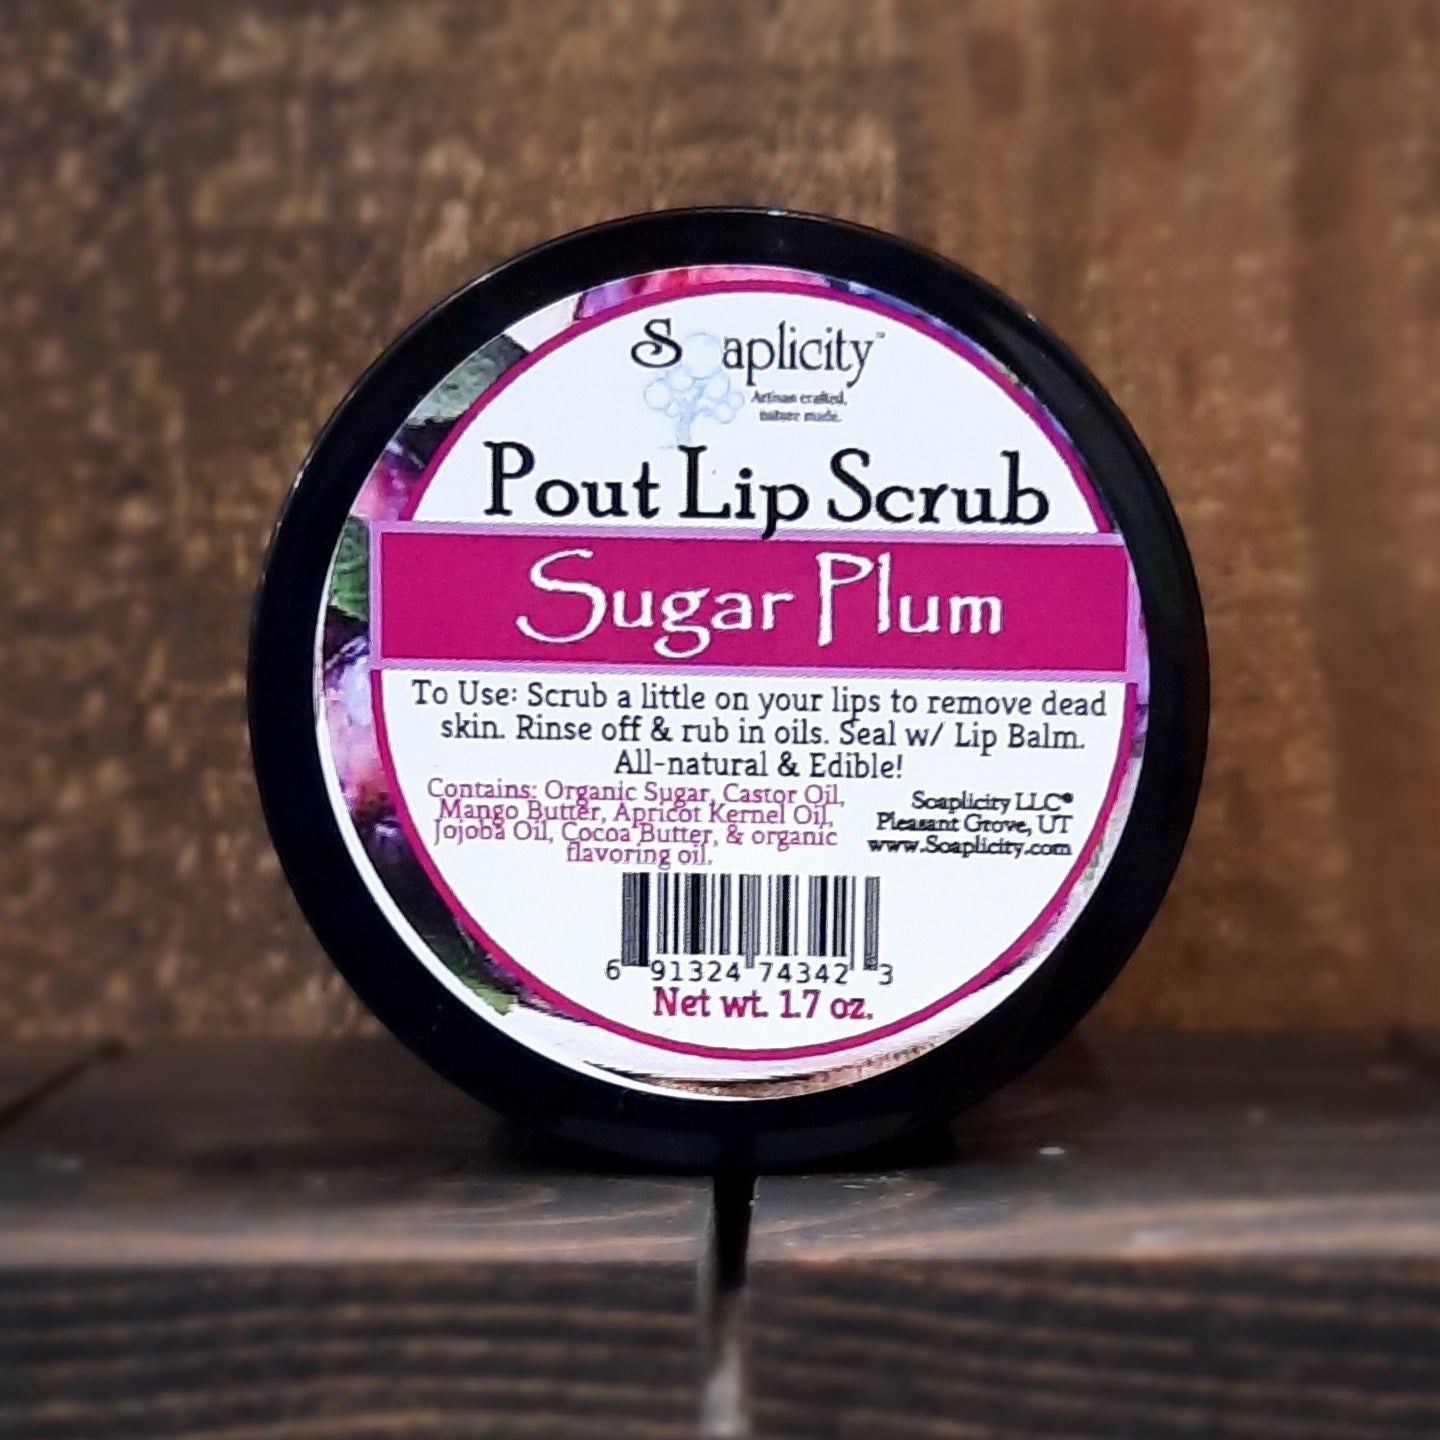 Soaplicity™
Artisan crafted,
nature made.
Pout Lip Scrub
Sugar Plum
To Use: Scrub a little on your lips to remove dead
skin. Rinse off & rub in oils. Seal w/ Lip Balm.
All-natural & Edible!
Contains: Organic Sugar, Castor Oil,
Mango Butter, Apricot Kernel Oil,
Jojoba Oil, Cocoa Butter, & organic
flavoring oil.
Soaplicity LLC®
Pleasant Grove, UT
www.Soaplicity.com
6 91324 74342 3
Net wt. 1.7 oz.